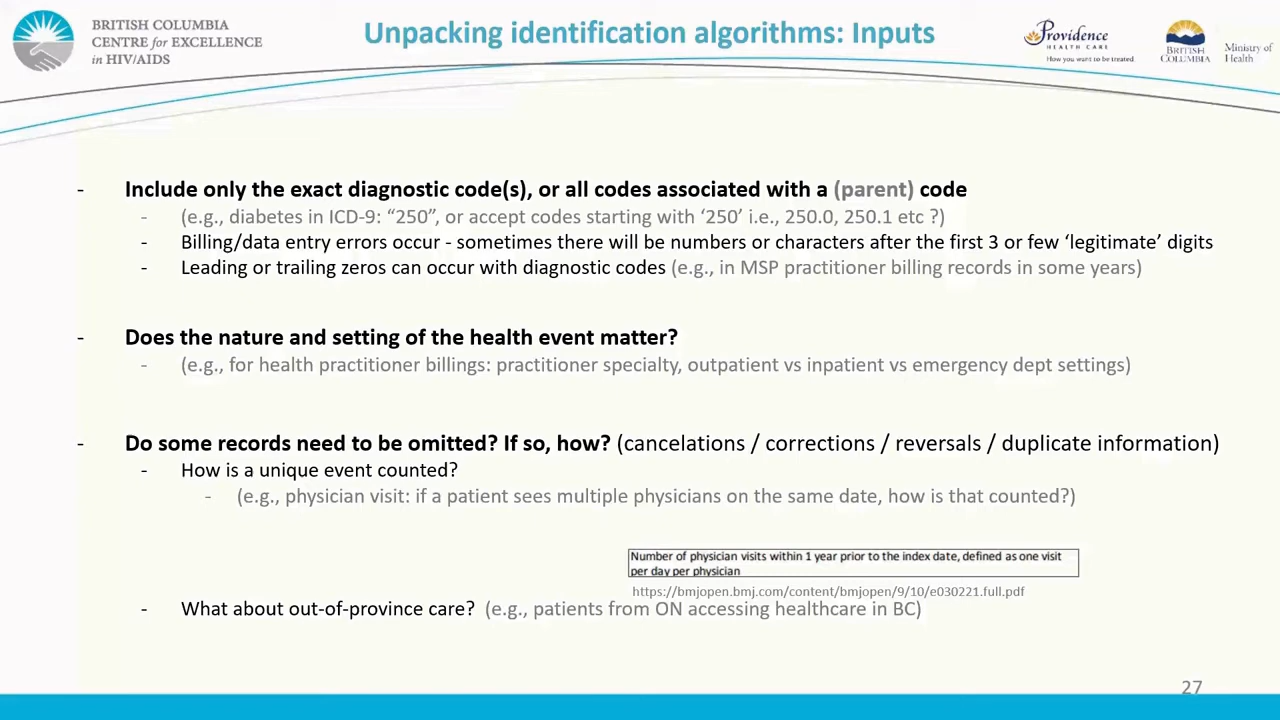 BRITISH COLUMBIA
CENTRE for EXCELLENCE
in HIV/AIDS
Unpacking identification algorithms: Inputs
Providence
HEALTH CARE
How you want to be treated.
BRITISH
COLUMBIA
Ministry of
Health
- Include only the exact diagnostic code(s), or all codes associated with a (parent) code
- (e.g., diabetes in ICD-9: “250”, or accept codes starting with ‘250’ i.e., 250.0, 250.1 etc ?)
- Billing/data entry errors occur - sometimes there will be numbers or characters after the first 3 or few ‘legitimate’ digits
- Leading or trailing zeros can occur with diagnostic codes (e.g., in MSP practitioner billing records in some years)
- Does the nature and setting of the health event matter?
- (e.g., for health practitioner billings: practitioner specialty, outpatient vs inpatient vs emergency dept settings)
- Do some records need to be omitted? If so, how? (cancelations / corrections / reversals / duplicate information)
- How is a unique event counted?
- (e.g., physician visit: if a patient sees multiple physicians on the same date, how is that counted?)
Number of physician visits within 1 year prior to the index date, defined as one visit
per day per physician
https://bmjopen.bmj.com/content/bmjopen/9/10/e030221.full.pdf
- What about out-of-province care? (e.g., patients from ON accessing healthcare in BC)
27